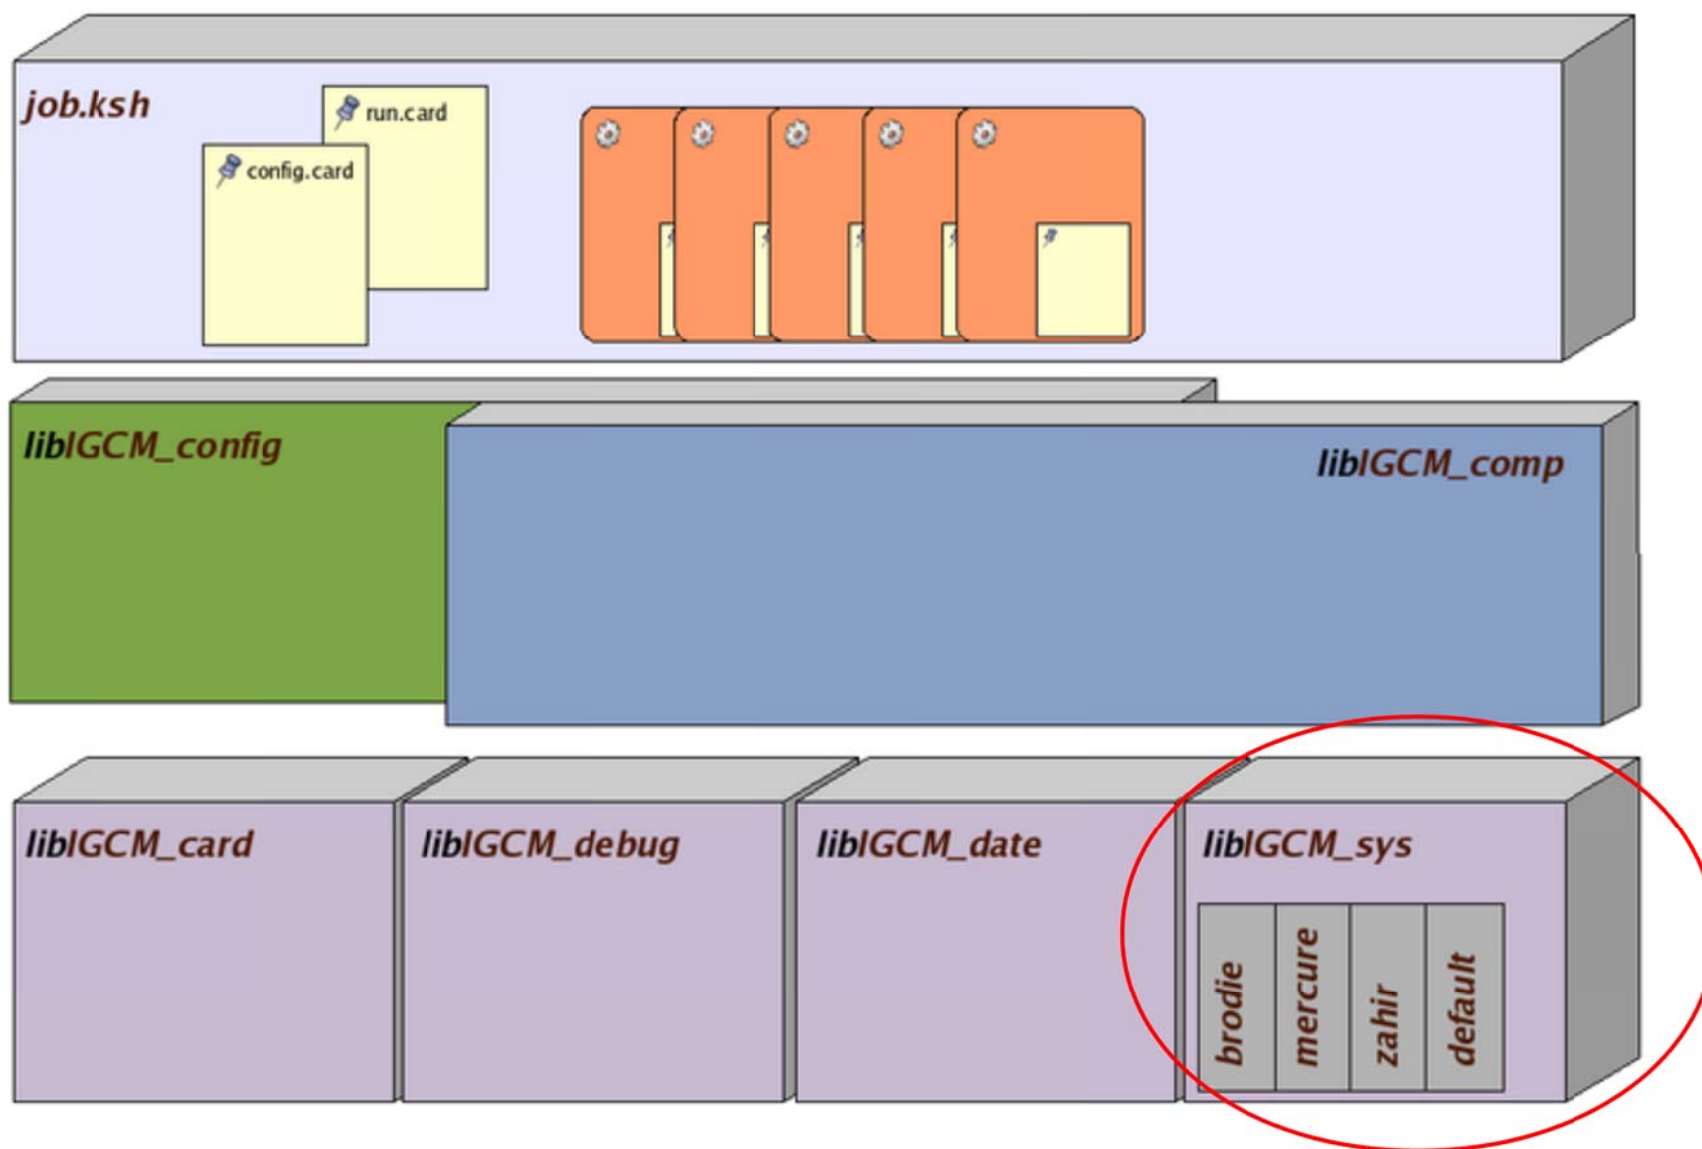 job.ksh
run.card
config.card
libIGCM_config
libIGCM_comp
libIGCM_card
libIGCM_debug
libIGCM_date
libIGCM_sys
brodie
mercure
zahir
default